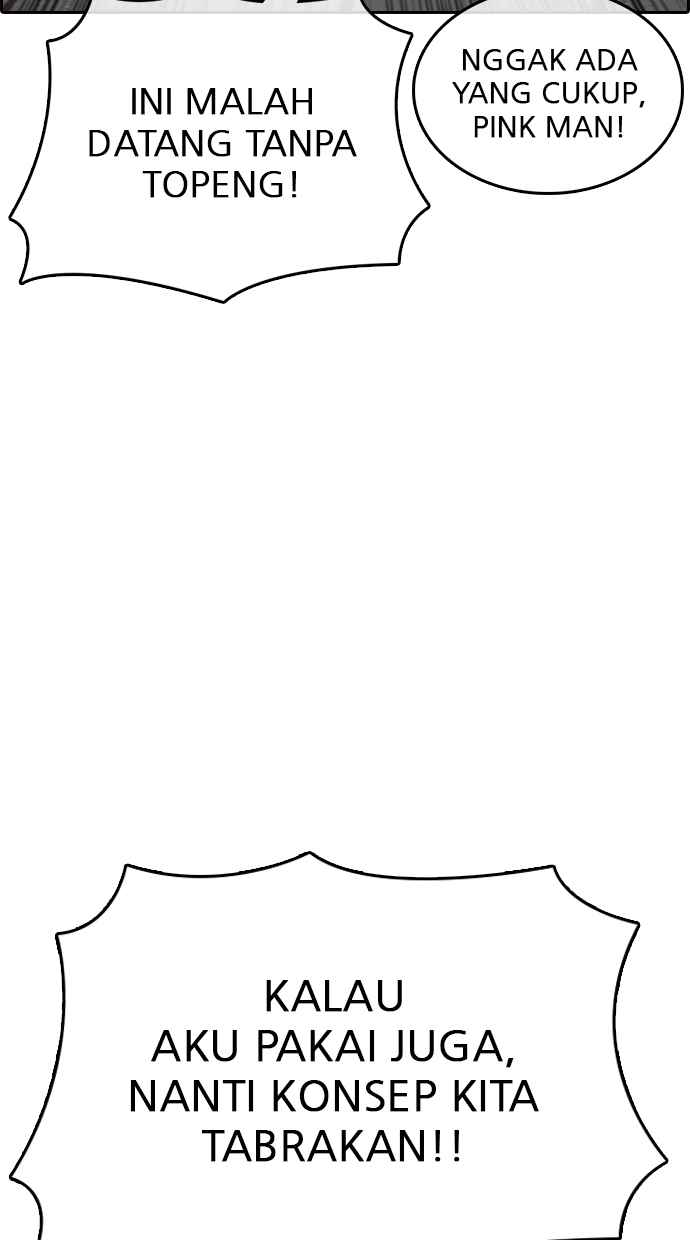 INI MALAH
DATANG TANPA
TOPENG!
NGGAK ADA
YANG CUKUP,
PINK MAN!
KALAU
AKU PAKAI JUGA,
NANTI KONSEP KITA
TABRAKAN!!